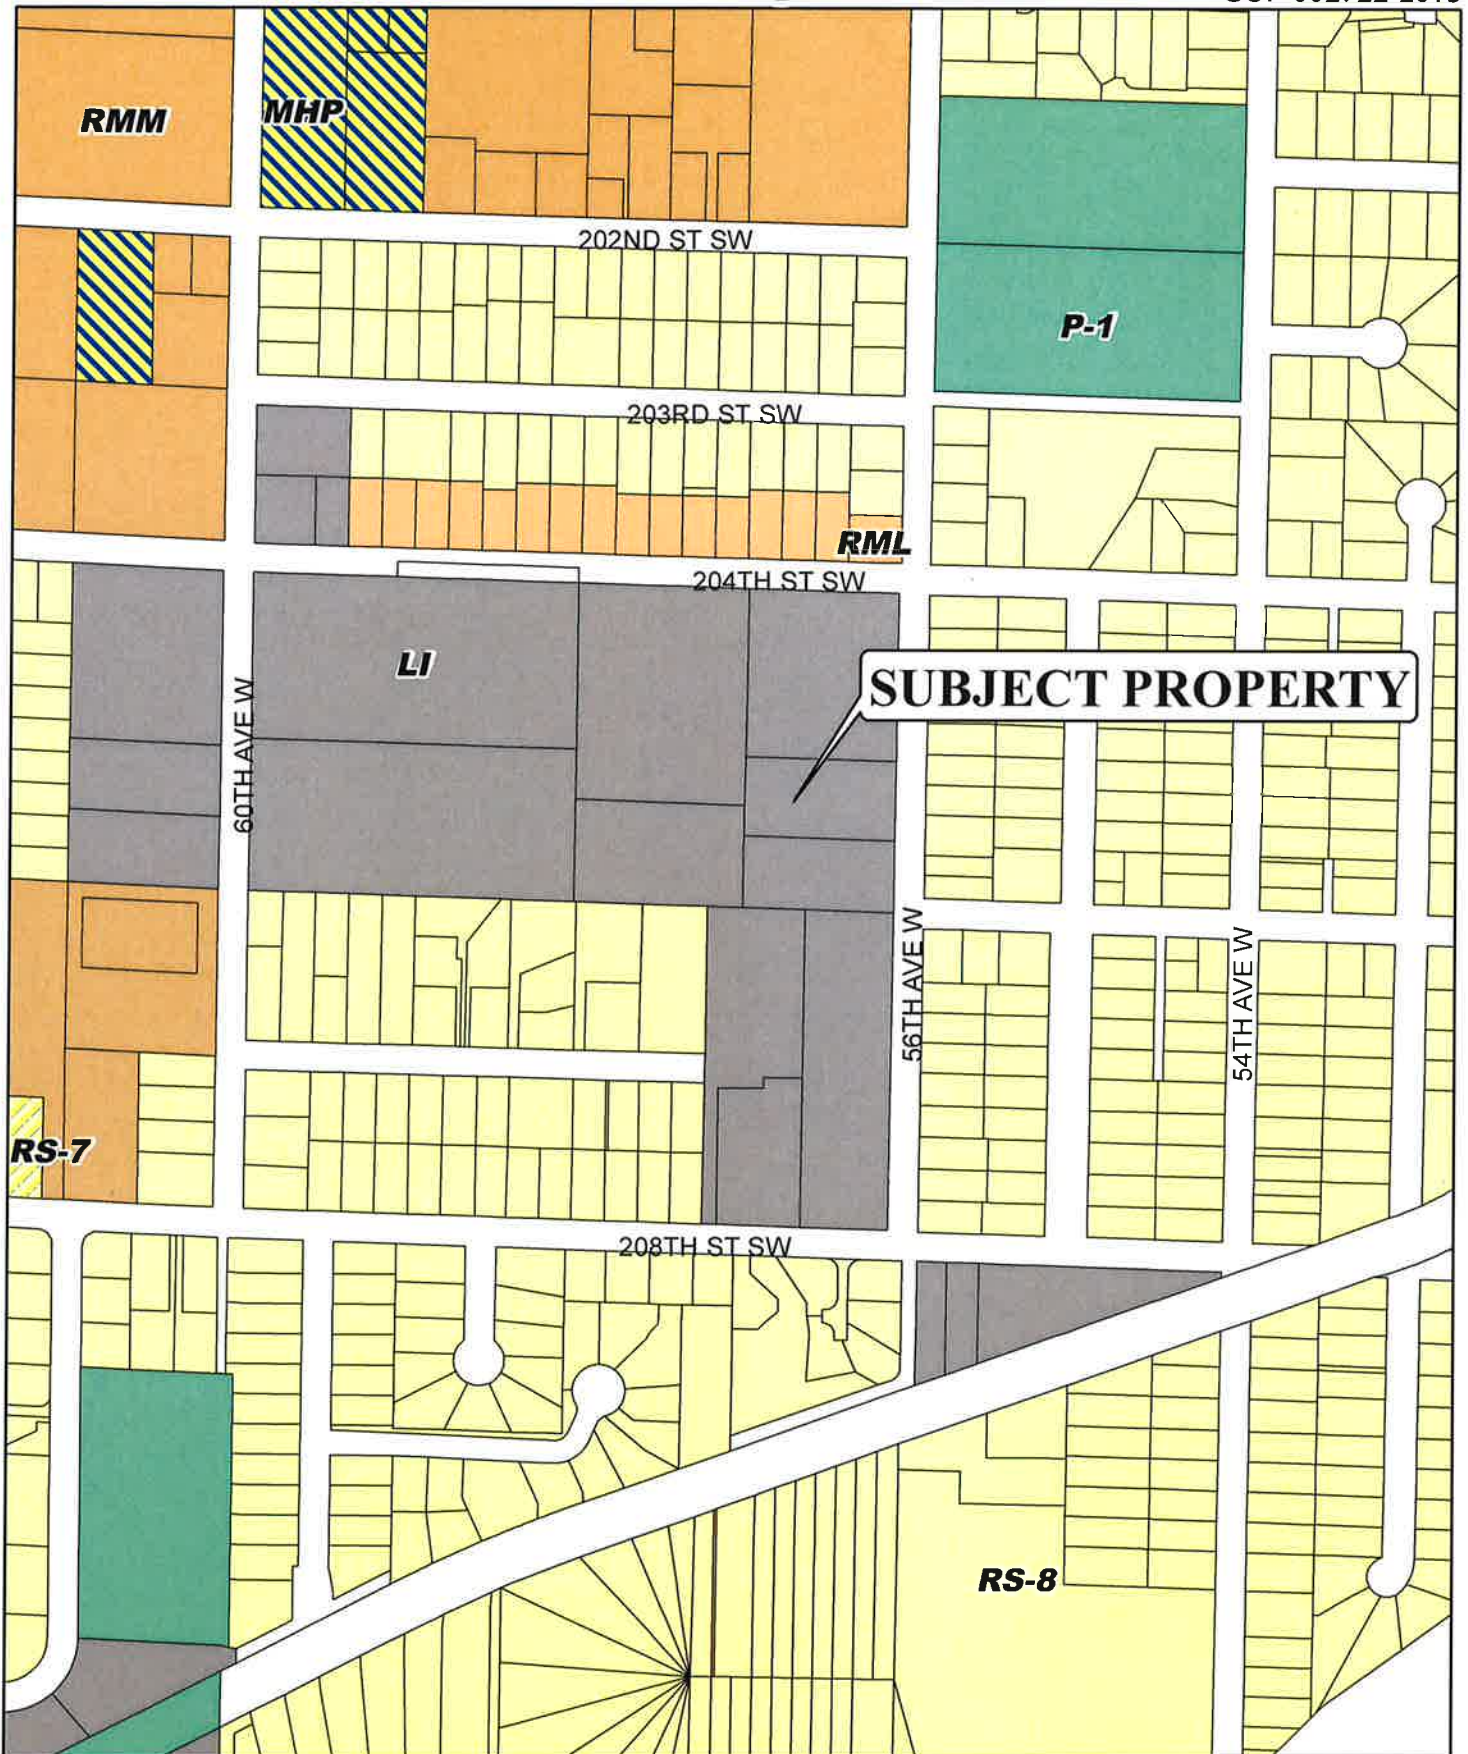 RMM
MHP
202ND ST SW
P-1
203RD ST SW
RML
204TH ST SW
LI
SUBJECT PROPERTY
60TH AVE W
56TH AVE W
54TH AVE W
RS-7
208TH ST SW
RS-8